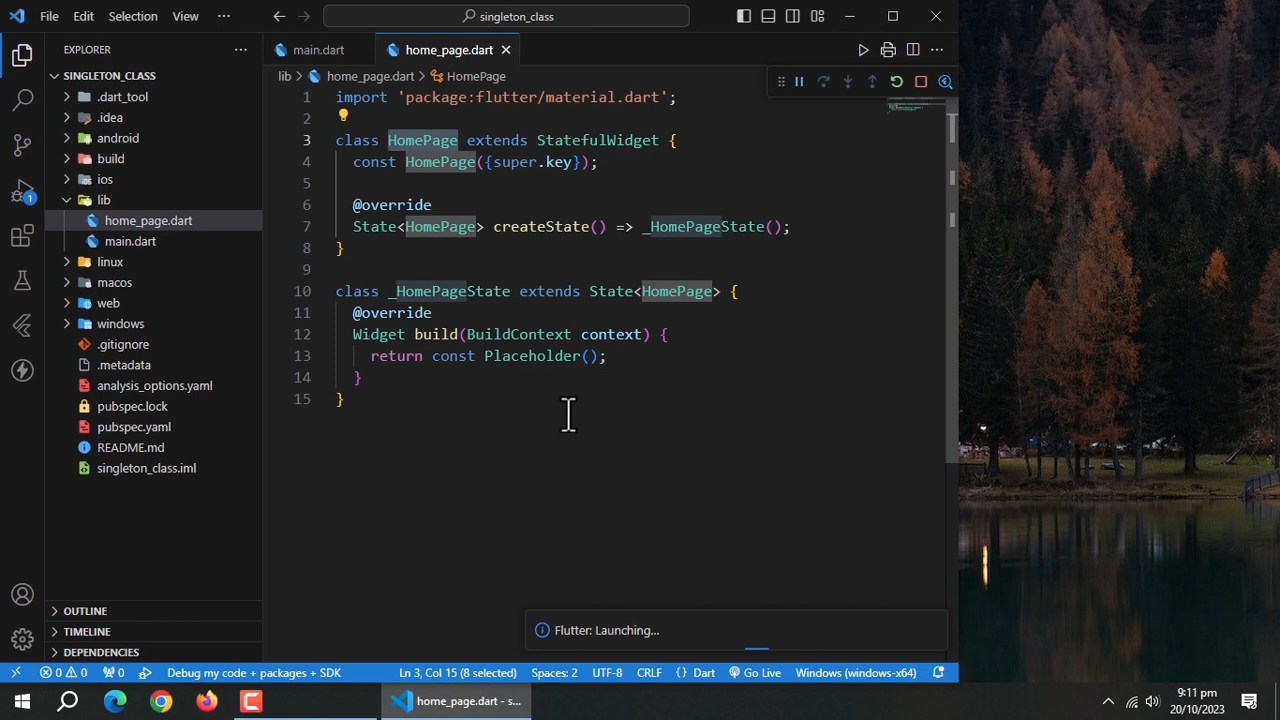 File Edit Selection View ··· singleton_class
EXPLORER ···
SINGLETON_CLASS
.dart_tool
.idea
android
build
ios
lib
home_page.dart
main.dart
linux
macos
web
windows
.gitignore
.metadata
analysis_options.yaml
pubspec.lock
pubspec.yaml
README.md
singleton_class.iml
OUTLINE
TIMELINE
DEPENDENCIES
1
main.dart home_page.dart
lib > home_page.dart > HomePage
1 import 'package:flutter/material.dart';
2
3 class HomePage extends StatefulWidget {
4 const HomePage({super.key});
5
6 @override
7 State<HomePage> createState() => _HomePageState();
8 }
9
10 class _HomePageState extends State<HomePage> {
11 @override
12 Widget build(BuildContext context) {
13 return const Placeholder();
14 }
15 }
Flutter: Launching...
0 0 0 Debug my code + packages + SDK Ln 3, Col 15 (8 selected) Spaces: 2 UTF-8 CRLF {} Dart Go Live Windows (windows-x64)
home_page.dart - s...
9:11 pm
20/10/2023